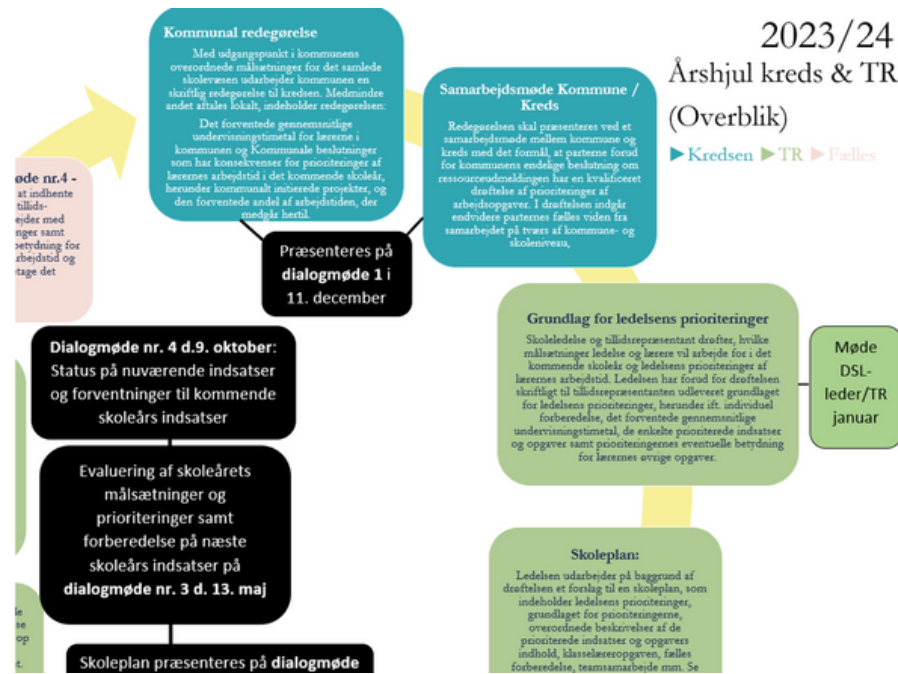 2023/24
Årshjul kreds & TR
(Overblik)
Kredsen TR Fælles
Kommunal redegørelse
Med udgangspunkt i kommunens
overordnede målsætninger for det samlede
skolevæsen udarbejder kommunen en
skriftlig redegørelse til kredsen. Medmindre
andet aftales lokalt, indeholder redegørelsen:
Det forventede gennemsnitlige
undervisningstimetal for lærerne i
kommunen og Kommunale beslutninger
som har konsekvenser for prioriteringer af
lærernes arbejdstid i det kommende skoleår,
herunder kommunalt initierede projekter, og
den forventede andel af arbejdstiden, der
medgår hertil.
Præsenteres på
dialogmøde 1 i
11. december
Samarbejdsmøde Kommune /
Kreds
Redegørelsen skal præsenteres ved et
samarbejdsmøde mellem kommune og
kreds med det formål, at parterne forud
for kommunens endelige beslutning om
ressourceudmeldingen har en kvalificeret
drøftelse af prioriteringer af
arbejdsopgaver. I drøftelsen indgår
endvidere parternes fælles viden fra
samarbejdet på tværs af kommune- og
skoleniveau,
Grundlag for ledelsens prioriteringer
Skoleledelse og tillidsrepræsentant drøfter, hvilke
målsætninger ledelse og lærere vil arbejde for i det
kommende skoleår og ledelsens prioriteringer af
lærernes arbejdstid. Ledelsen har forud for drøftelsen
skriftligt til tillidsrepræsentanten udleveret grundlaget
for ledelsens prioriteringer, herunder ift. individuel
forberedelse, det forventede gennemsnitlige
undervisningstimetal, de enkelte prioriterede indsatser
og opgaver samt prioriteringernes eventuelle betydning
for lærernes øvrige opgaver.
Møde
DSL-
leder/TR
januar
Skoleplan:
Ledelsen udarbejder på baggrund af
drøftelsen et forslag til en skoleplan, som
indeholder ledelsens prioriteringer,
grundlaget for prioriteringerne,
overordnede beskrivelser af de
prioriterede indsatser og opgavers
indhold, klasselæreropgaven, fælles
forberedelse, teamsamarbejde mm. Se
øde nr.4 -
at indhente
tillids-
ejder med
nger samt
betydning for
rbejdstid og
tage det
Dialogmøde nr. 4 d.9. oktober:
Status på nuværende indsatser
og forventninger til kommende
skoleårs indsatser
Evaluering af skoleårets
målsætninger og
prioriteringer samt
forberedelse på næste
skoleårs indsatser på
dialogmøde nr. 3 d. 13. maj
Skoleplan præsenteres på dialogmøde